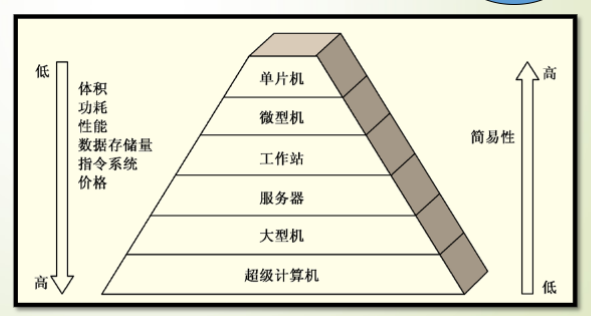 低
体积
功耗
性能
数据存储量
指令系统
价格
高
单片机
微型机
工作站
服务器
大型机
超级计算机
高
简易性
低